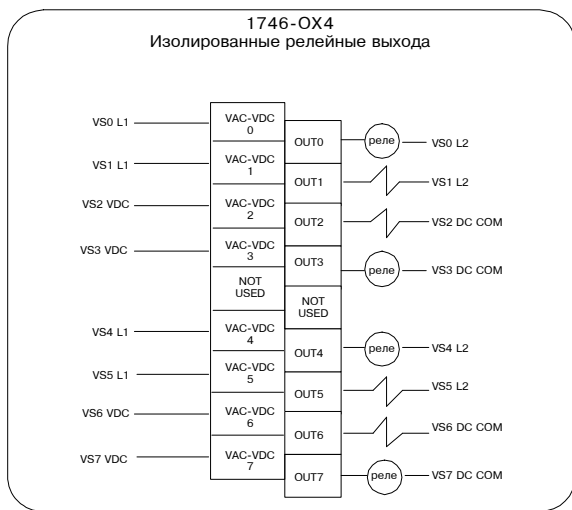 1746-OX4
Изолированные релейные выхода
VS0 L1
VAC-VDC
0
OUT0
реле
VS0 L2
VS1 L1
VAC-VDC
1
OUT1
VS1 L2
VS2 VDC
VAC-VDC
2
OUT2
VS2 DC COM
VS3 VDC
VAC-VDC
3
OUT3
реле
VS3 DC COM
NOT
USED
NOT
USED
VS4 L1
VAC-VDC
4
OUT4
реле
VS4 L2
VS5 L1
VAC-VDC
5
OUT5
VS5 L2
VS6 VDC
VAC-VDC
6
OUT6
VS6 DC COM
VS7 VDC
VAC-VDC
7
OUT7
реле
VS7 DC COM